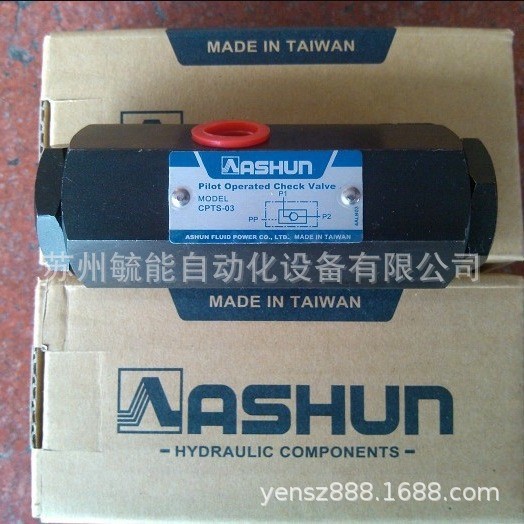 MADE IN TAIWAN
ASHUN
Pilot Operated Check Valve
MODEL
CPTS-03
P1
PP
P2
ASHUN FLUID POWER CO., LTD. MADE IN TAIWAN
苏州毓能自动化设备有限公司
MADE IN TAIWAN
ASHUN
HYDRAULIC COMPONENTS
yensz888.1688.com